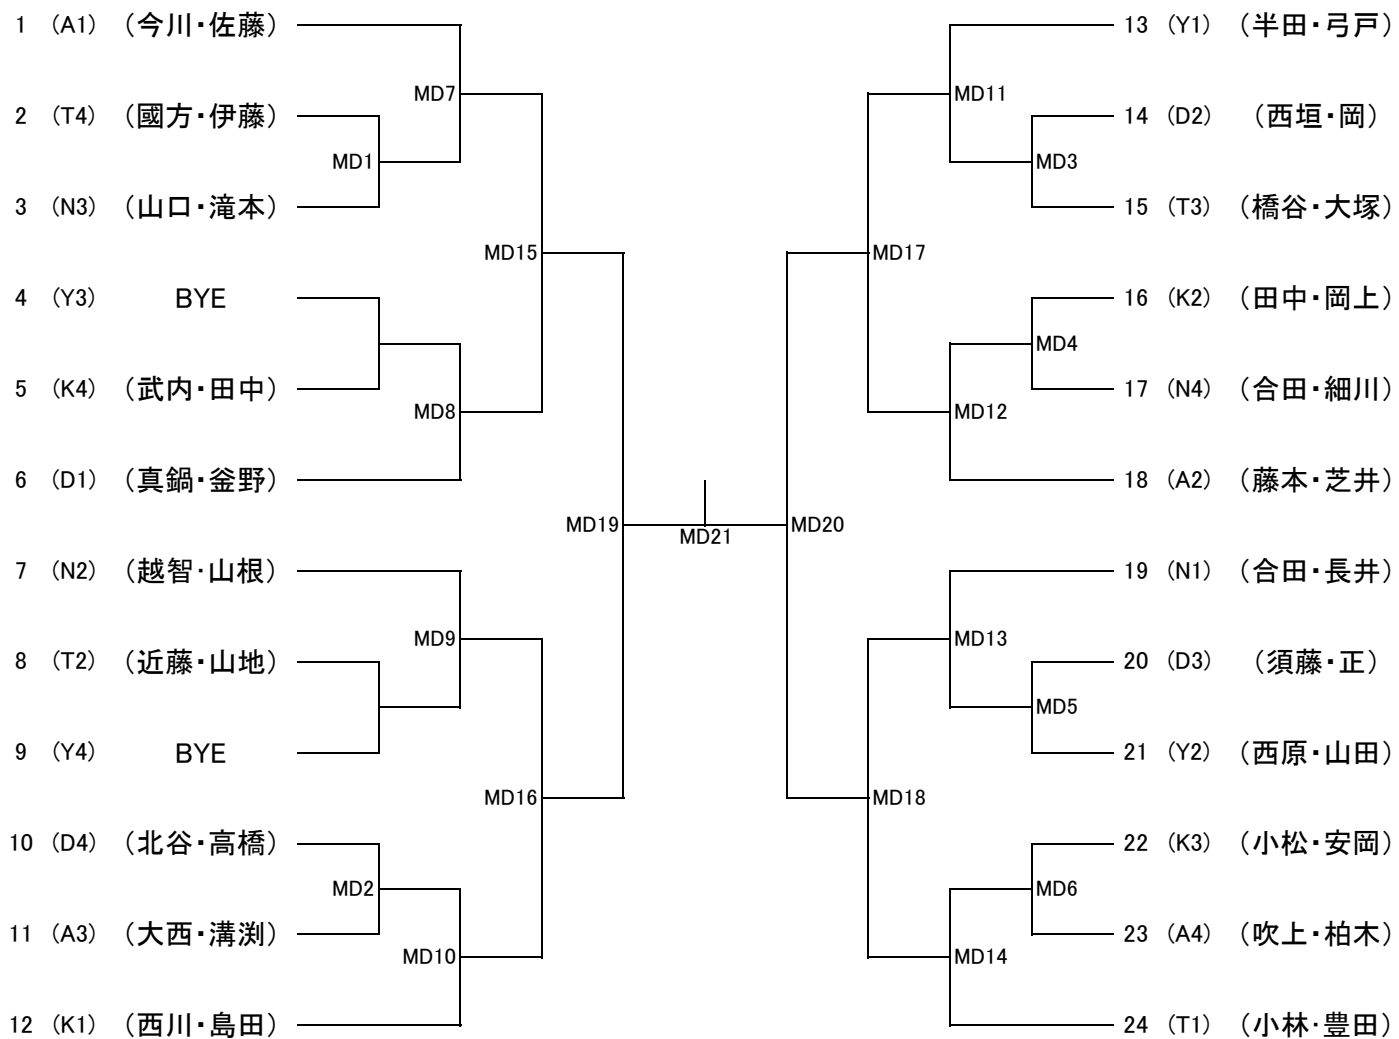 1 (A1) (今川・佐藤)
2 (T4) (國方・伊藤)
3 (N3) (山口・滝本)
4 (Y3) BYE
5 (K4) (武内・田中)
6 (D1) (真鍋・釜野)
7 (N2) (越智・山根)
8 (T2) (近藤・山地)
9 (Y4) BYE
10 (D4) (北谷・高橋)
11 (A3) (大西・溝渕)
12 (K1) (西川・島田)
MD1
MD2
MD7
MD8
MD9
MD10
MD15
MD16
MD19
MD21
MD20
MD17
MD18
MD11
MD12
MD13
MD14
MD3
MD4
MD5
MD6
13 (Y1) (半田・弓戸)
14 (D2) (西垣・岡)
15 (T3) (橋谷・大塚)
16 (K2) (田中・岡上)
17 (N4) (合田・細川)
18 (A2) (藤本・芝井)
19 (N1) (合田・長井)
20 (D3) (須藤・正)
21 (Y2) (西原・山田)
22 (K3) (小松・安岡)
23 (A4) (吹上・柏木)
24 (T1) (小林・豊田)